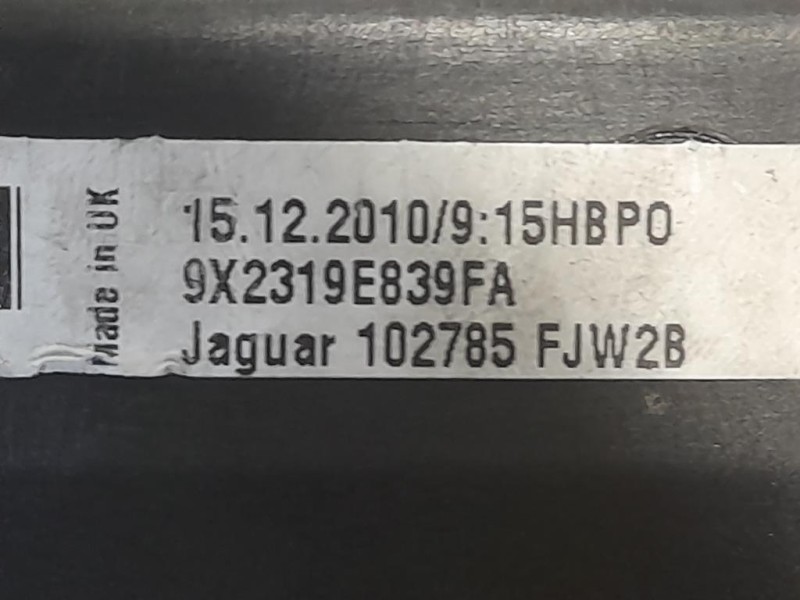 Made in UK
15.12.2010/9:15HBPO
9X2319E839FA
Jaguar 102785 FJW2B